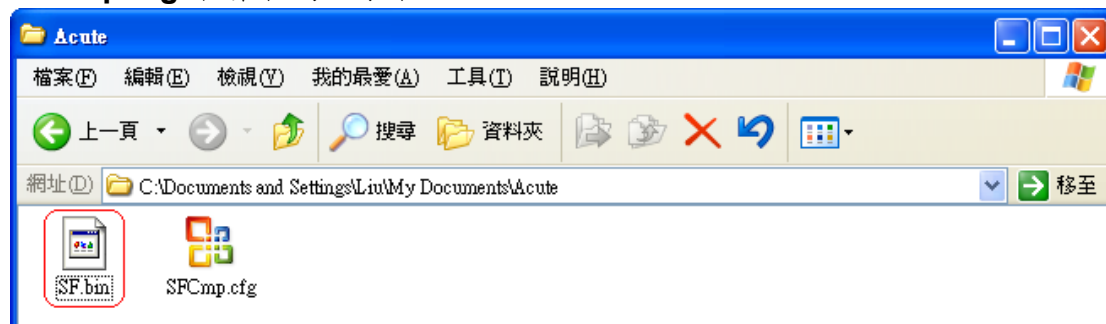 Acute
檔案(F) 編輯(E) 檢視(V) 我的最愛(A) 工具(T) 說明(H)
上一頁 搜尋 資料夾
網址(D) C:\Documents and Settings\Liu\My Documents\Acute 移至
SF.bin SFCmp.cfg